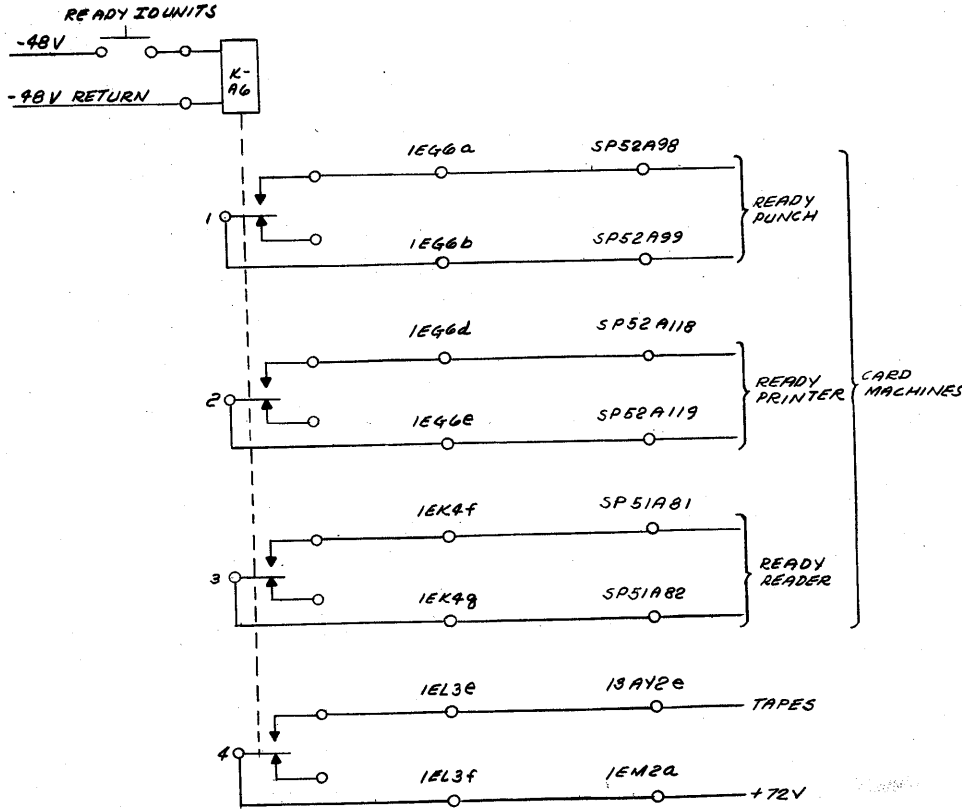 READY IO UNITS
-48V
K-
A6
-48V RETURN
1EG6a
SP52A98
1
READY
PUNCH
1EG6b
SP52A99
1EG6d
SP52A118
2
READY
PRINTER
CARD
MACHINES
1EG6e
SP52A119
1EK4f
SP51A81
3
READY
READER
1EK4g
SP51A82
1EL3e
13AY2e
TAPES
4
1EL3f
1EM2a
+72V